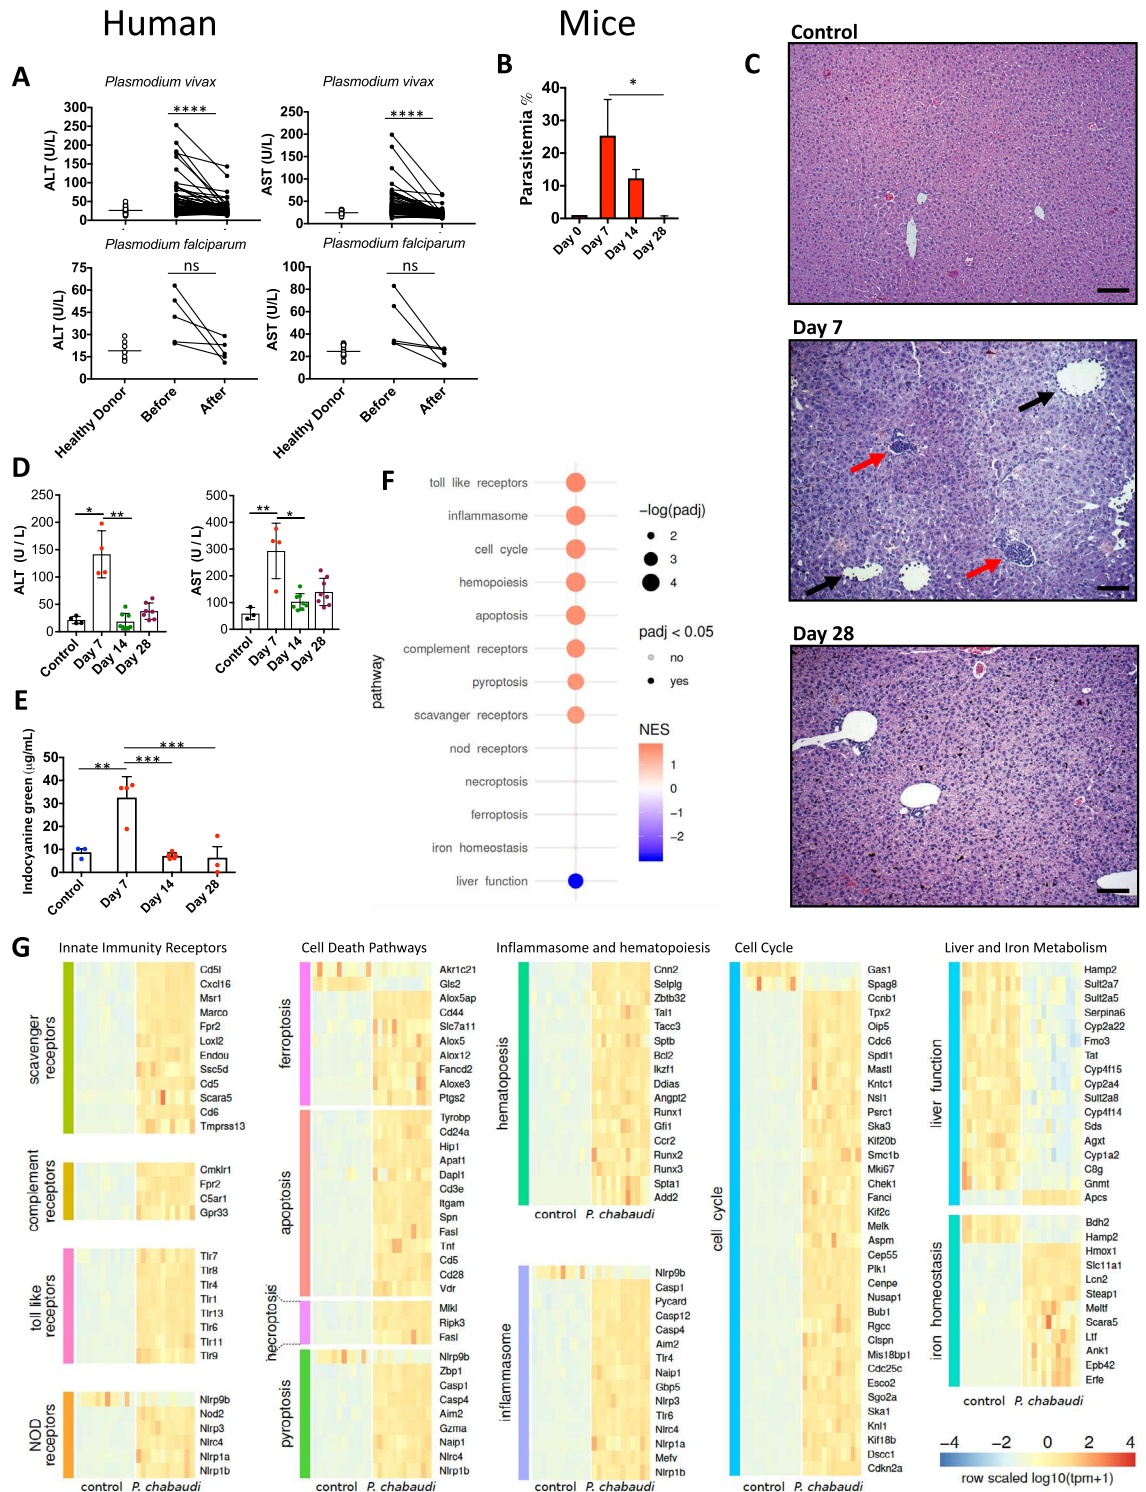 Human
Mice
A
Plasmodium vivax
ALT (U/L)
300
250
200
150
100
50
0
****
Plasmodium vivax
AST (U/L)
250
200
150
100
50
0
****
Plasmodium falciparum
ALT (U/L)
75
60
45
30
15
0
ns
Healthy Donor
Before
After
Plasmodium falciparum
AST (U/L)
100
80
60
40
20
0
ns
Healthy Donor
Before
After
B
Parasitemia %
40
30
20
10
0
*
Day 0
Day 7
Day 14
Day 28
C
Control
Day 7
Day 28
D
ALT (U / L)
250
200
150
100
50
0
* **
Control
Day 7
Day 14
Day 28
AST (U / L)
500
400
300
200
100
0
** *
Control
Day 7
Day 14
Day 28
E
Indocyanine green (μg/mL)
50
40
30
20
10
0
** *** ***
Control
Day 7
Day 14
Day 28
F
pathway
toll like receptors
inflammasome
cell cycle
hemopoiesis
apoptosis
complement receptors
pyroptosis
scavanger receptors
nod receptors
necroptosis
ferroptosis
iron homeostasis
liver function
−log(padj)
2
3
4
padj < 0.05
no
yes
NES
1
0
−1
−2
G
Innate Immunity Receptors
scavenger receptors
Cd5l
Cxcl16
Msr1
Marco
Fpr2
Loxl2
Endou
Ssc5d
Cd5
Scara5
Cd6
Tmprss13
complement receptors
Cmklr1
Fpr2
C5ar1
Gpr33
toll like receptors
Tlr7
Tlr8
Tlr4
Tlr1
Tlr13
Tlr6
Tlr11
Tlr9
NOD receptors
Nlrp9b
Nod2
Nlrp3
Nlrc4
Nlrp1a
Nlrp1b
control P. chabaudi
Cell Death Pathways
ferroptosis
Akr1c21
Gls2
Alox5ap
Cd44
Slc7a11
Alox5
Alox12
Fancd2
Aloxe3
Ptgs2
apoptosis
Tyrobp
Cd24a
Hip1
Apaf1
Dapl1
Cd3e
Itgam
Spn
Fasl
Tnf
Cd5
Cd28
Vdr
necroptosis
Mlkl
Ripk3
Fasl
pyroptosis
Nlrp9b
Zbp1
Casp1
Casp4
Aim2
Gzma
Naip1
Nlrc4
Nlrp1b
control P. chabaudi
Inflammasome and hematopoiesis
hematopoesis
Cnn2
Selplg
Zbtb32
Tal1
Tacc3
Sptb
Bcl2
Ikzf1
Ddias
Angpt2
Runx1
Gfi1
Ccr2
Runx2
Runx3
Spta1
Add2
control P. chabaudi
inflammasome
Nlrp9b
Casp1
Pycard
Casp12
Casp4
Aim2
Tlr4
Naip1
Gbp5
Nlrp3
Tlr6
Nlrc4
Nlrp1a
Mefv
Nlrp1b
control P. chabaudi
Cell Cycle
cell cycle
Gas1
Spag8
Ccnb1
Tpx2
Oip5
Cdc6
Spdl1
Mastl
Kntc1
Nsl1
Psrc1
Ska3
Kif20b
Smc1b
Mki67
Chek1
Fanci
Kif2c
Melk
Aspm
Cep55
Plk1
Cenpe
Nusap1
Bub1
Rgcc
Clspn
Mis18bp1
Cdc25c
Esco2
Sgo2a
Ska1
Knl1
Kif18b
Dscc1
Cdkn2a
control P. chabaudi
Liver and Iron Metabolism
liver function
Hamp2
Sult2a7
Sult2a5
Serpina6
Cyp2a22
Fmo3
Tat
Cyp4f15
Cyp2a4
Sult2a8
Cyp4f14
Sds
Agxt
Cyp1a2
C8g
Gnmt
Apcs
iron homeostasis
Bdh2
Hamp2
Hmox1
Slc11a1
Lcn2
Steap1
Meltf
Scara5
Ltf
Ank1
Epb42
Erfe
control P. chabaudi
−4 −2 0 2 4
row scaled log10(tpm+1)